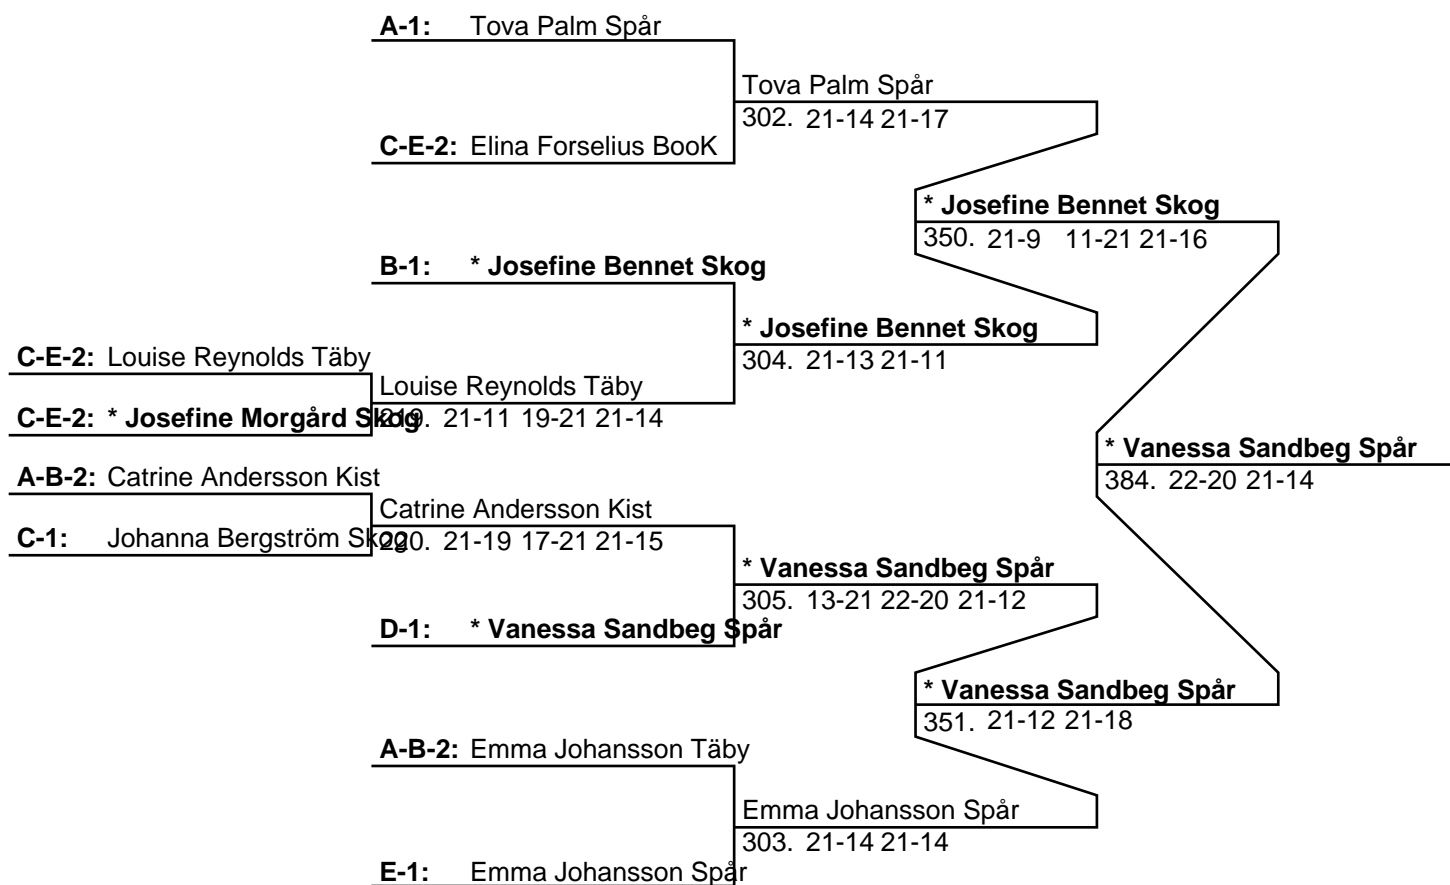 A-1: Tova Palm Spår
Tova Palm Spår
302. 21-14 21-17
C-E-2: Elina Forselius BooK
* Josefine Bennet Skog
350. 21-9 11-21 21-16
B-1: * Josefine Bennet Skog
* Josefine Bennet Skog
304. 21-13 21-11
C-E-2: Louise Reynolds Täby
Louise Reynolds Täby
C-E-2: * Josefine Morgård Skog
219. 21-11 19-21 21-14
* Vanessa Sandbeg Spår
384. 22-20 21-14
A-B-2: Catrine Andersson Kist
Catrine Andersson Kist
C-1: Johanna Bergström Skog
220. 21-19 17-21 21-15
* Vanessa Sandbeg Spår
305. 13-21 22-20 21-12
D-1: * Vanessa Sandbeg Spår
* Vanessa Sandbeg Spår
351. 21-12 21-18
A-B-2: Emma Johansson Täby
Emma Johansson Spår
303. 21-14 21-14
E-1: Emma Johansson Spår